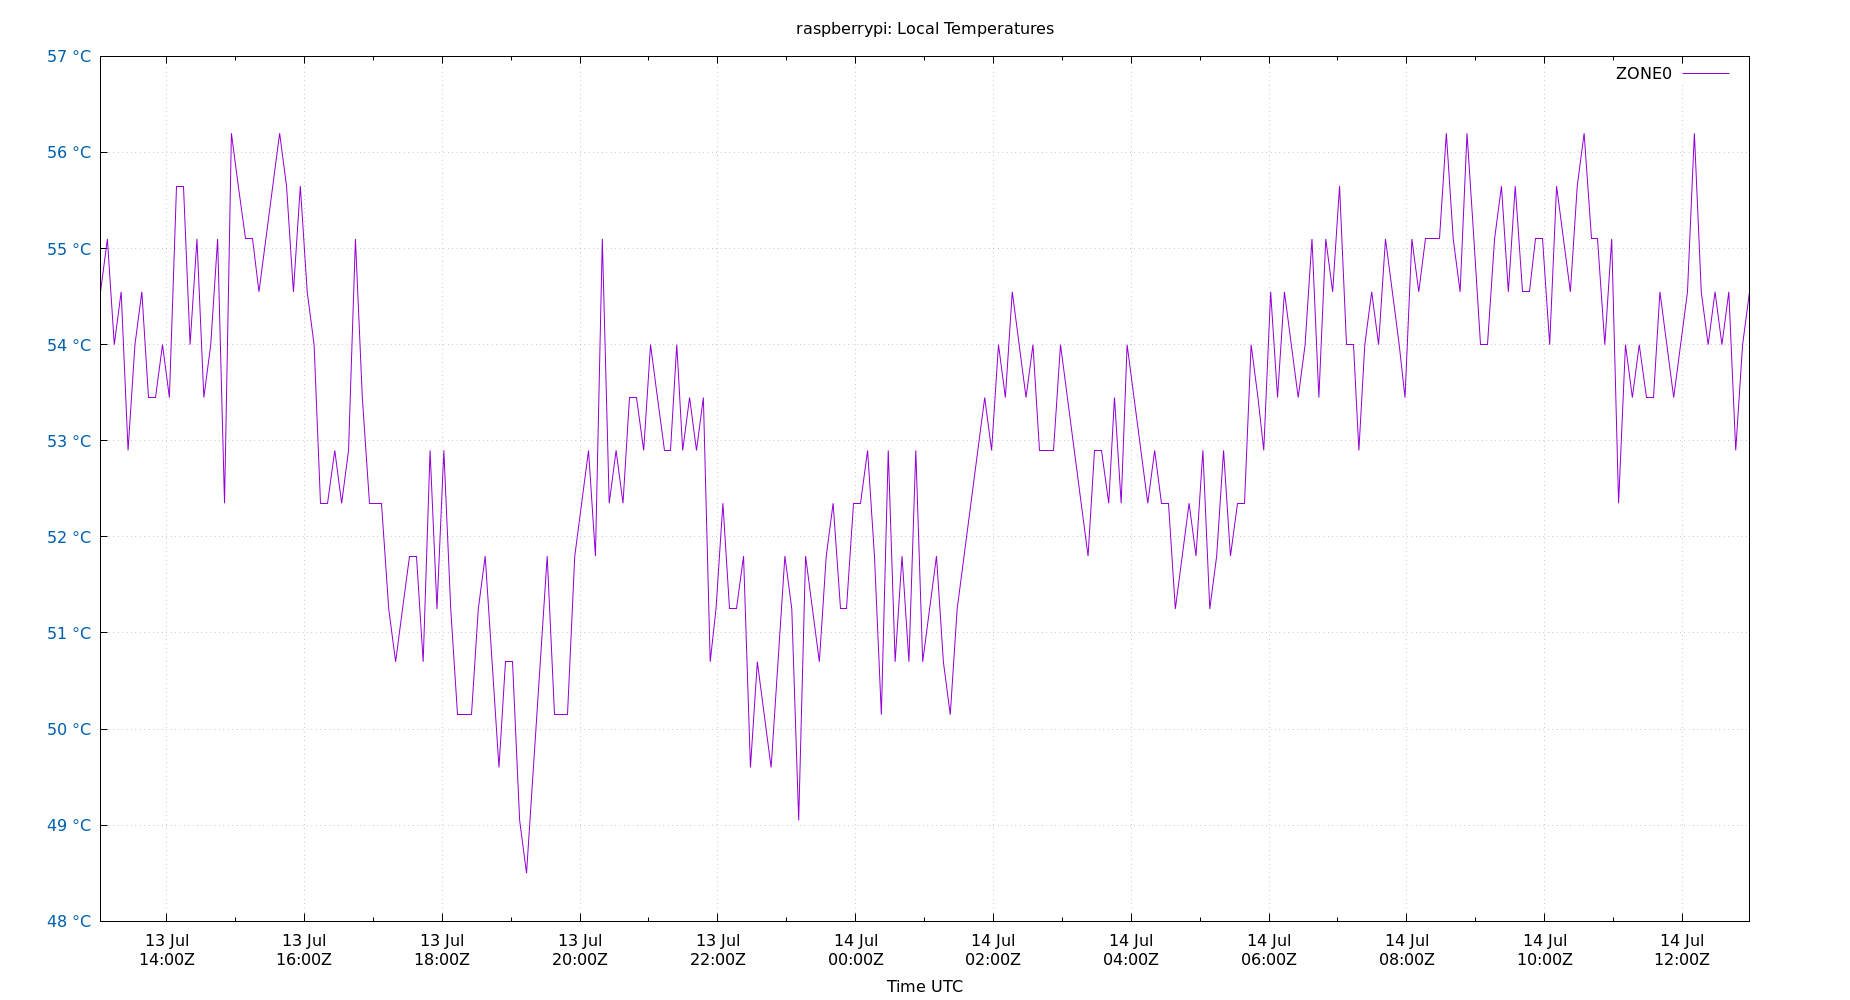 raspberrypi: Local Temperatures
ZONE0
57 °C
56 °C
55 °C
54 °C
53 °C
52 °C
51 °C
50 °C
49 °C
48 °C
13 Jul 13 Jul 13 Jul 13 Jul 13 Jul 14 Jul 14 Jul 14 Jul 14 Jul 14 Jul 14 Jul 14 Jul
14:00Z 16:00Z 18:00Z 20:00Z 22:00Z 00:00Z 02:00Z 04:00Z 06:00Z 08:00Z 10:00Z 12:00Z
Time UTC